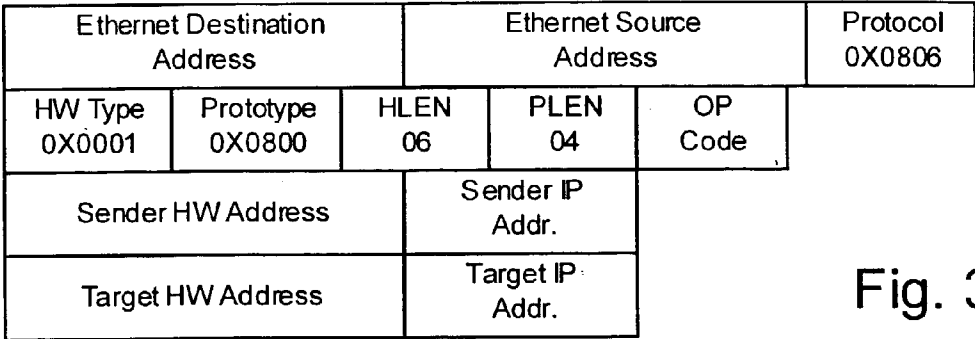 Ethernet Destination Address
Ethernet Source Address
Protocol 0X0806
HW Type 0X0001
Prototype 0X0800
HLEN 06
PLEN 04
OP Code
Sender HW Address
Sender IP Addr.
Target HW Address
Target IP Addr.
Fig.